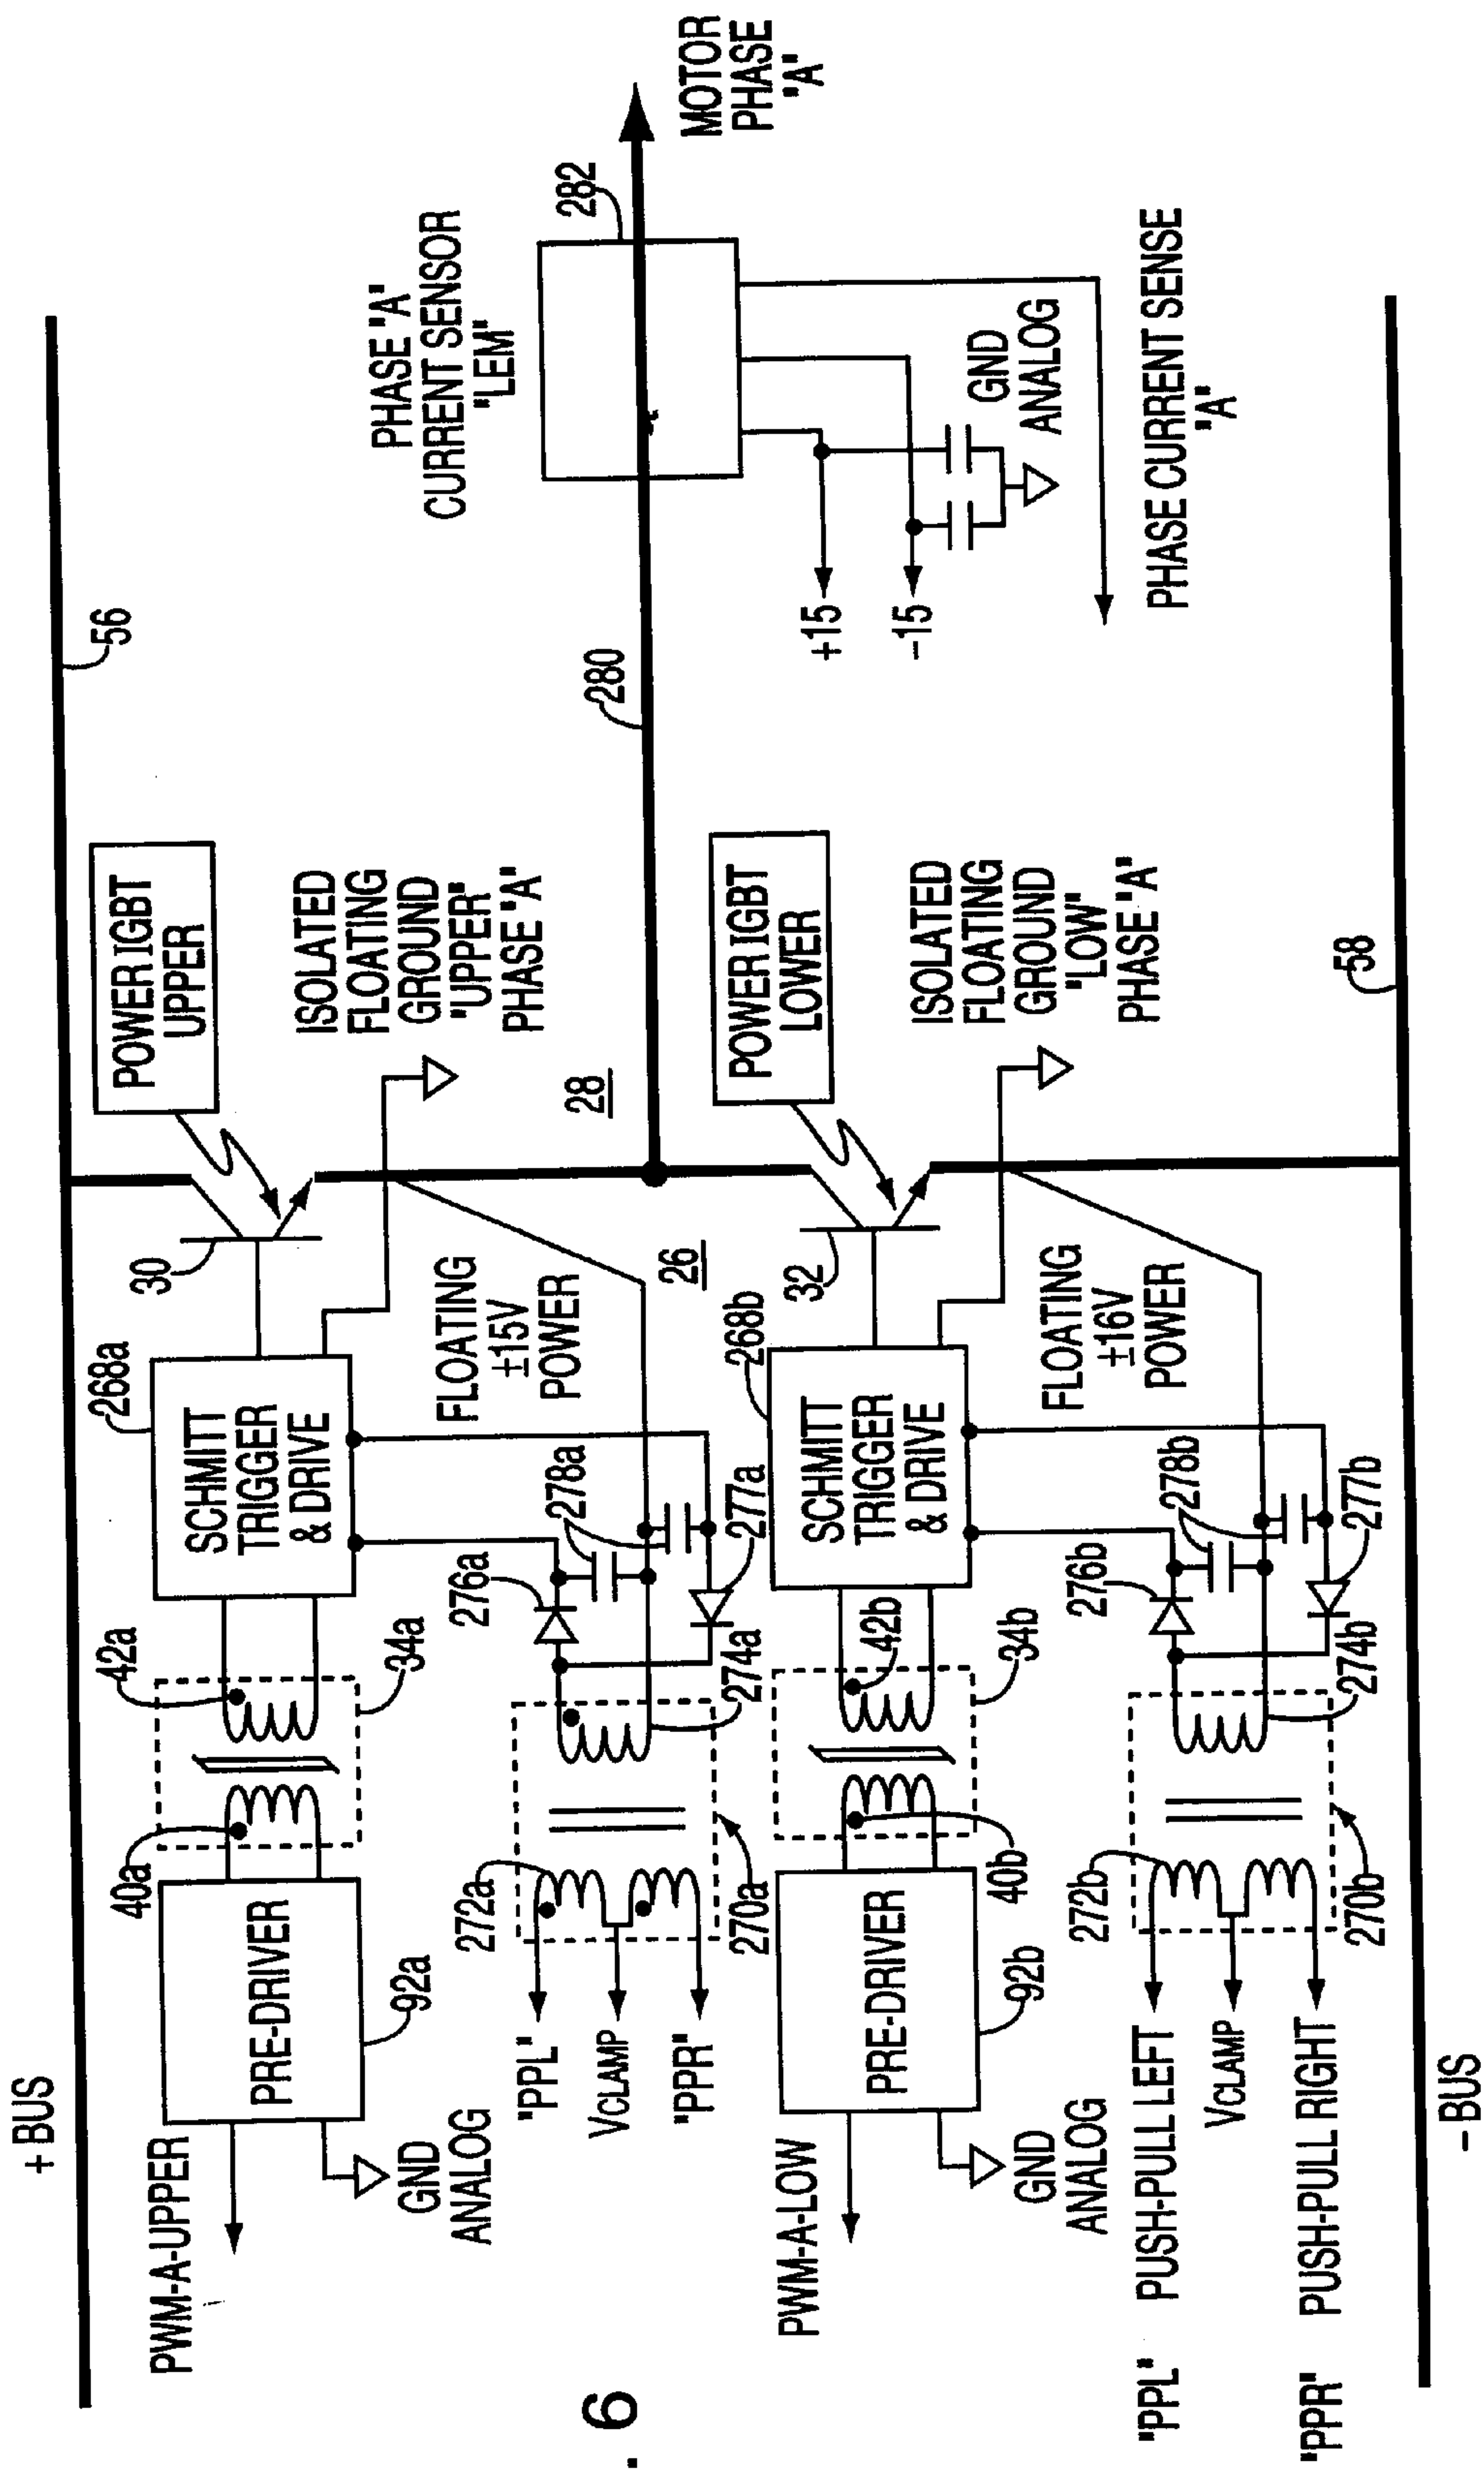 + BUS
56
PWM-A-UPPER
PRE-DRIVER
92a
GND
ANALOG
40a
42a
34a
SCHMITT
TRIGGER
& DRIVE
268a
30
POWER IGBT
UPPER
ISOLATED
FLOATING
GROUND
"UPPER"
PHASE "A"
28
26
FLOATING
±15V
POWER
"PPL"
VCLAMP
"PPR"
272a
270a
274a
276a
278a
277a
280
PHASE "A"
CURRENT SENSOR
"LEM"
282
MOTOR
PHASE
"A"
+15
-15
GND
ANALOG
PHASE CURRENT SENSE
"A"
. 6
PWM-A-LOW
PRE-DRIVER
92b
GND
ANALOG
40b
42b
34b
SCHMITT
TRIGGER
& DRIVE
268b
32
POWER IGBT
LOWER
ISOLATED
FLOATING
GROUND
"LOW"
PHASE "A"
FLOATING
±16V
POWER
"PPL" PUSH-PULL LEFT
VCLAMP
"PPR" PUSH-PULL RIGHT
272b
270b
274b
276b
278b
277b
58
- BUS